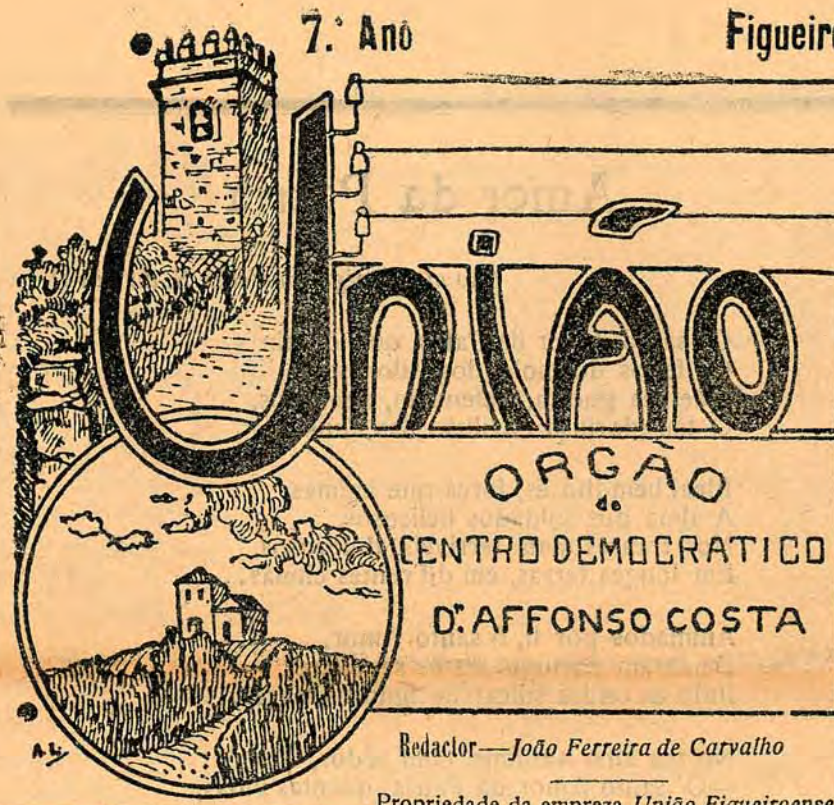 7.º Ano Figueir
União
ORGÃO
do
CENTRO DEMOCRATICO
Dr. AFFONSO COSTA
A.L.
Redactor—João Ferreira de Carvalho
Propriedade da empreza União Figueiroense